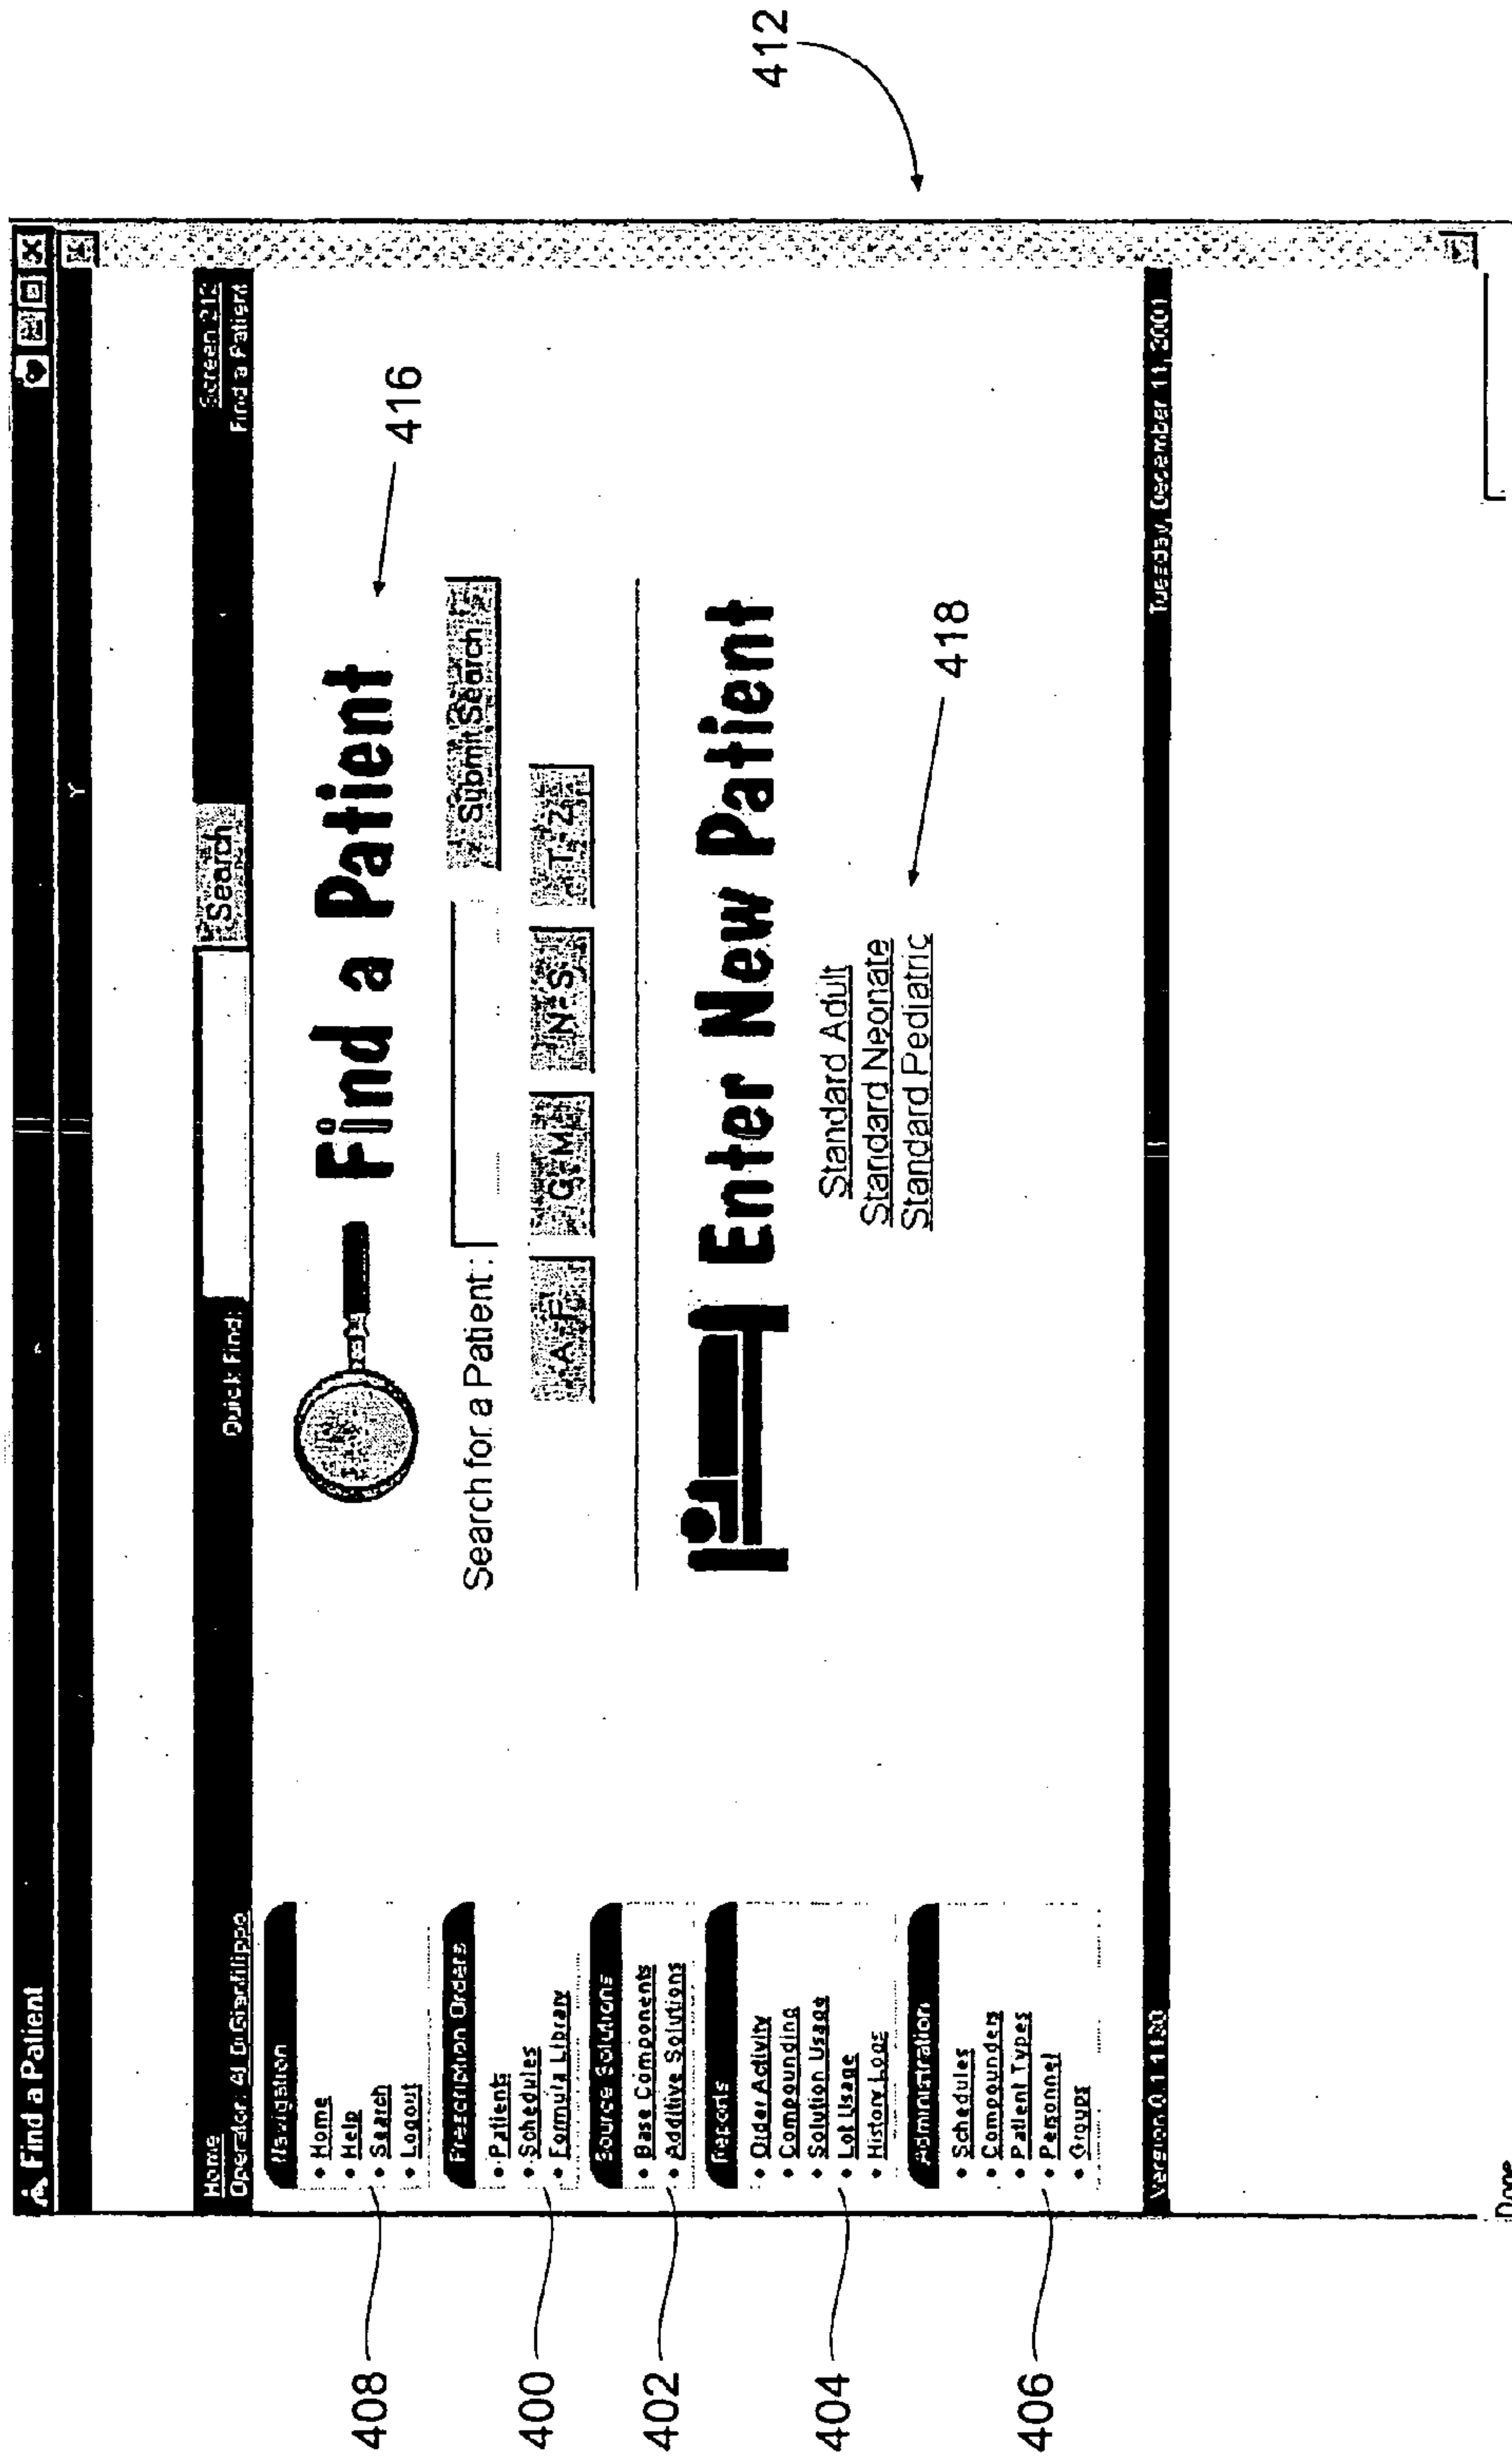 Find a Patient
Home
Operator: Al DiGianfilippo
Quick Find:
Search
Screen 212
Find a Patient
Navigation
• Home
• Help
• Search
• Logout
408
Prescription Orders
• Patients
• Schedules
• Formula Library
400
Source Solutions
• Base Components
• Additive Solutions
402
Reports
• Order Activity
• Compounding
• Solution Usage
• Lot Usage
• History Logs
404
Administration
• Schedules
• Compounders
• Patient Types
• Personnel
• Groups
406
Find a Patient
416
Search for a Patient:
Submit Search
A-F
G-M
N-S
T-Z
Enter New Patient
Standard Adult
Standard Neonate
Standard Pediatric
418
412
Tuesday, December 11, 2001
Done